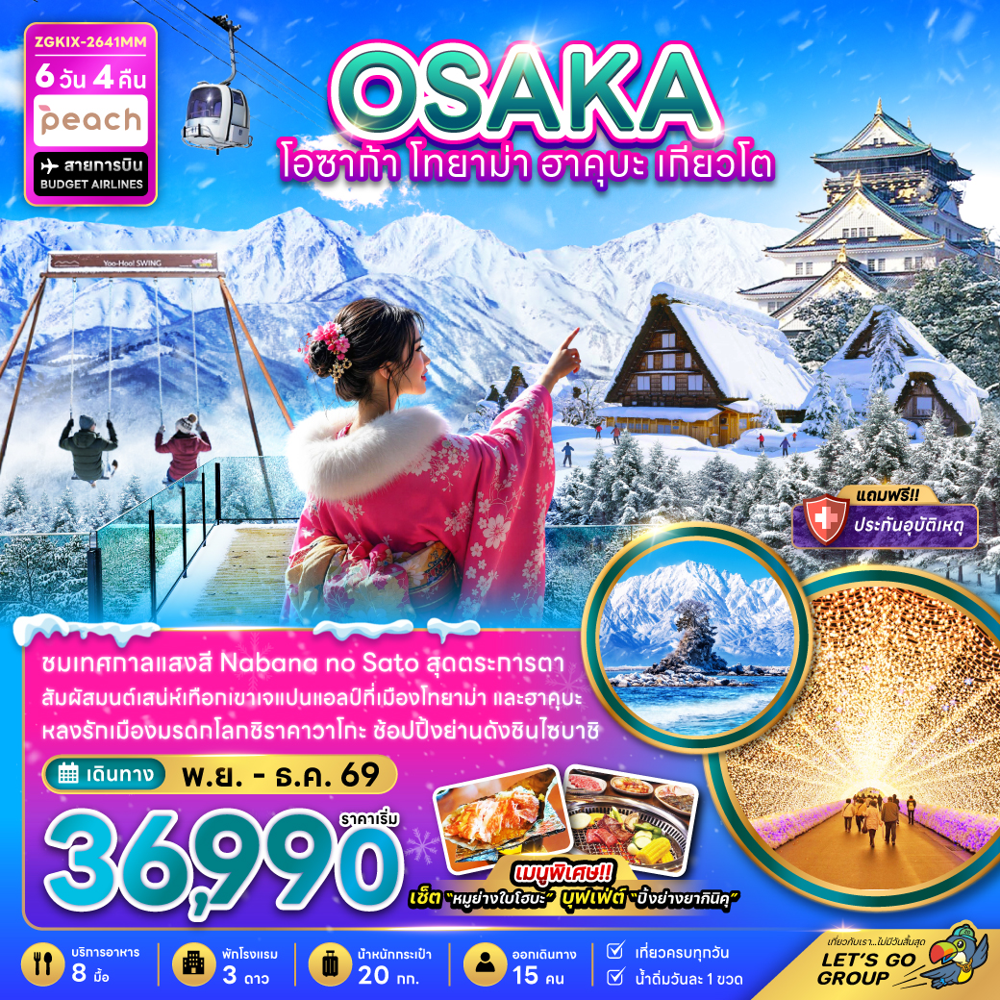 ZGKIX-2641MM
6 วัน 4 คืน
peach
สายการบิน
BUDGET AIRLINES
OSAKA
โอซาก้า โทยาม่า ฮาคุบะ เกียวโต
Yoo-Hoo! SWING
แถมฟรี!!
ประกันอุบัติเหตุ
ชมเทศกาลแสงสี Nabana no Sato สุดตระการตา
สัมผัสมนต์เสน่ห์เทือกเขาเจแปนแอลป์ที่เมืองโทยาม่า และฮาคุบะ
หลงรักเมืองมรดกโลกชิราคาวาโกะ ช้อปปิ้งย่านดังชินไซบาชิ
เดินทาง พ.ย. - ธ.ค. 69
ราคาเริ่ม
36,990
เมนูพิเศษ!!
เซ็ต "หมูย่างใบโฮบะ" บุฟเฟ่ต์ "ปิ้งย่างยากินิคุ"
บริการอาหาร
8 มื้อ
พักโรงแรม
3 ดาว
น้ำหนักกระเป๋า
20 กก.
ออกเดินทาง
15 คน
เที่ยวครบทุกวัน
น้ำดื่มวันละ 1 ขวด
เที่ยวกับเรา...ไม่มีวันสิ้นสุด
LET'S GO
GROUP